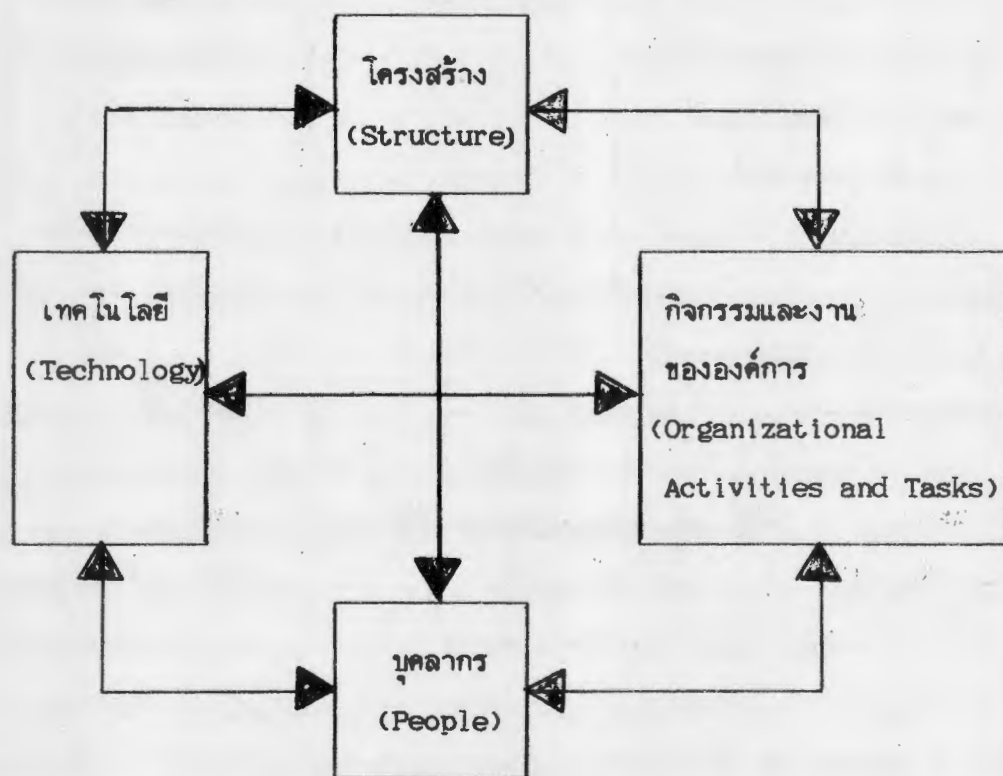 โครงสร้าง
(Structure)
เทคโนโลยี
(Technology)
กิจกรรมและงาน
ขององค์การ
(Organizational
Activities and Tasks)
บุคลากร
(People)